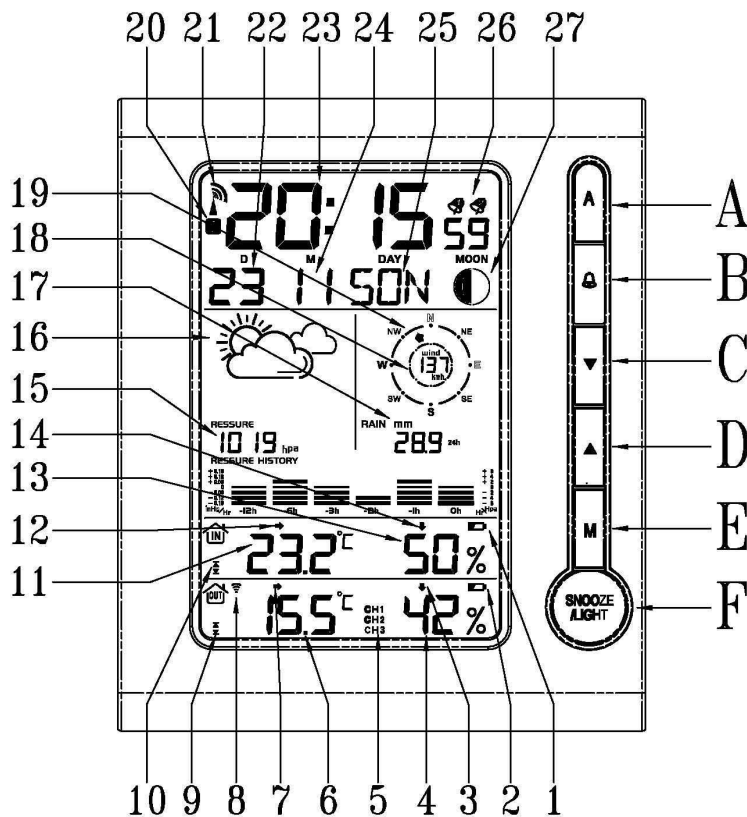 20 21 22 23 24 25 26 27
19
18
17
16
15
14
13
12
11
20:15 59
D M DAY MOON
23 11 SON
N
NW NE
W wind 137 km/h E
SW SE
S
RESSURE
1019 hpa
RESSURE HISTORY
RAIN mm
28.9 24h
-12h -6h -3h -2h -1h 0h
IN 23.2 °C 50 %
OUT 15.5 °C CH1 42 %
CH2
CH3
A
B
C
D
E
F
A
M
SNOOZE
/LIGHT
10 9 8 7 6 5 4 3 2 1